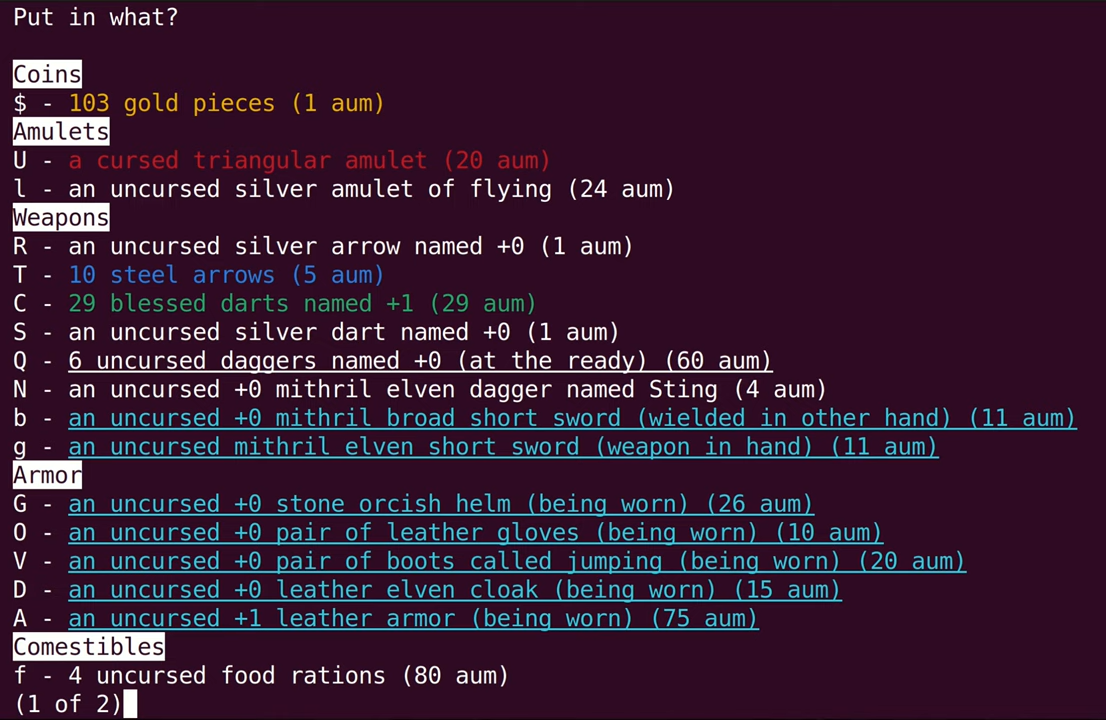 Put in what?
Coins
$ - 103 gold pieces (1 aum)
Amulets
U - a cursed triangular amulet (20 aum)
l - an uncursed silver amulet of flying (24 aum)
Weapons
R - an uncursed silver arrow named +0 (1 aum)
T - 10 steel arrows (5 aum)
C - 29 blessed darts named +1 (29 aum)
S - an uncursed silver dart named +0 (1 aum)
Q - 6 uncursed daggers named +0 (at the ready) (60 aum)
N - an uncursed +0 mithril elven dagger named Sting (4 aum)
b - an uncursed +0 mithril broad short sword (wielded in other hand) (11 aum)
g - an uncursed mithril elven short sword (weapon in hand) (11 aum)
Armor
G - an uncursed +0 stone orcish helm (being worn) (26 aum)
O - an uncursed +0 pair of leather gloves (being worn) (10 aum)
V - an uncursed +0 pair of boots called jumping (being worn) (20 aum)
D - an uncursed +0 leather elven cloak (being worn) (15 aum)
A - an uncursed +1 leather armor (being worn) (75 aum)
Comestibles
f - 4 uncursed food rations (80 aum)
(1 of 2)